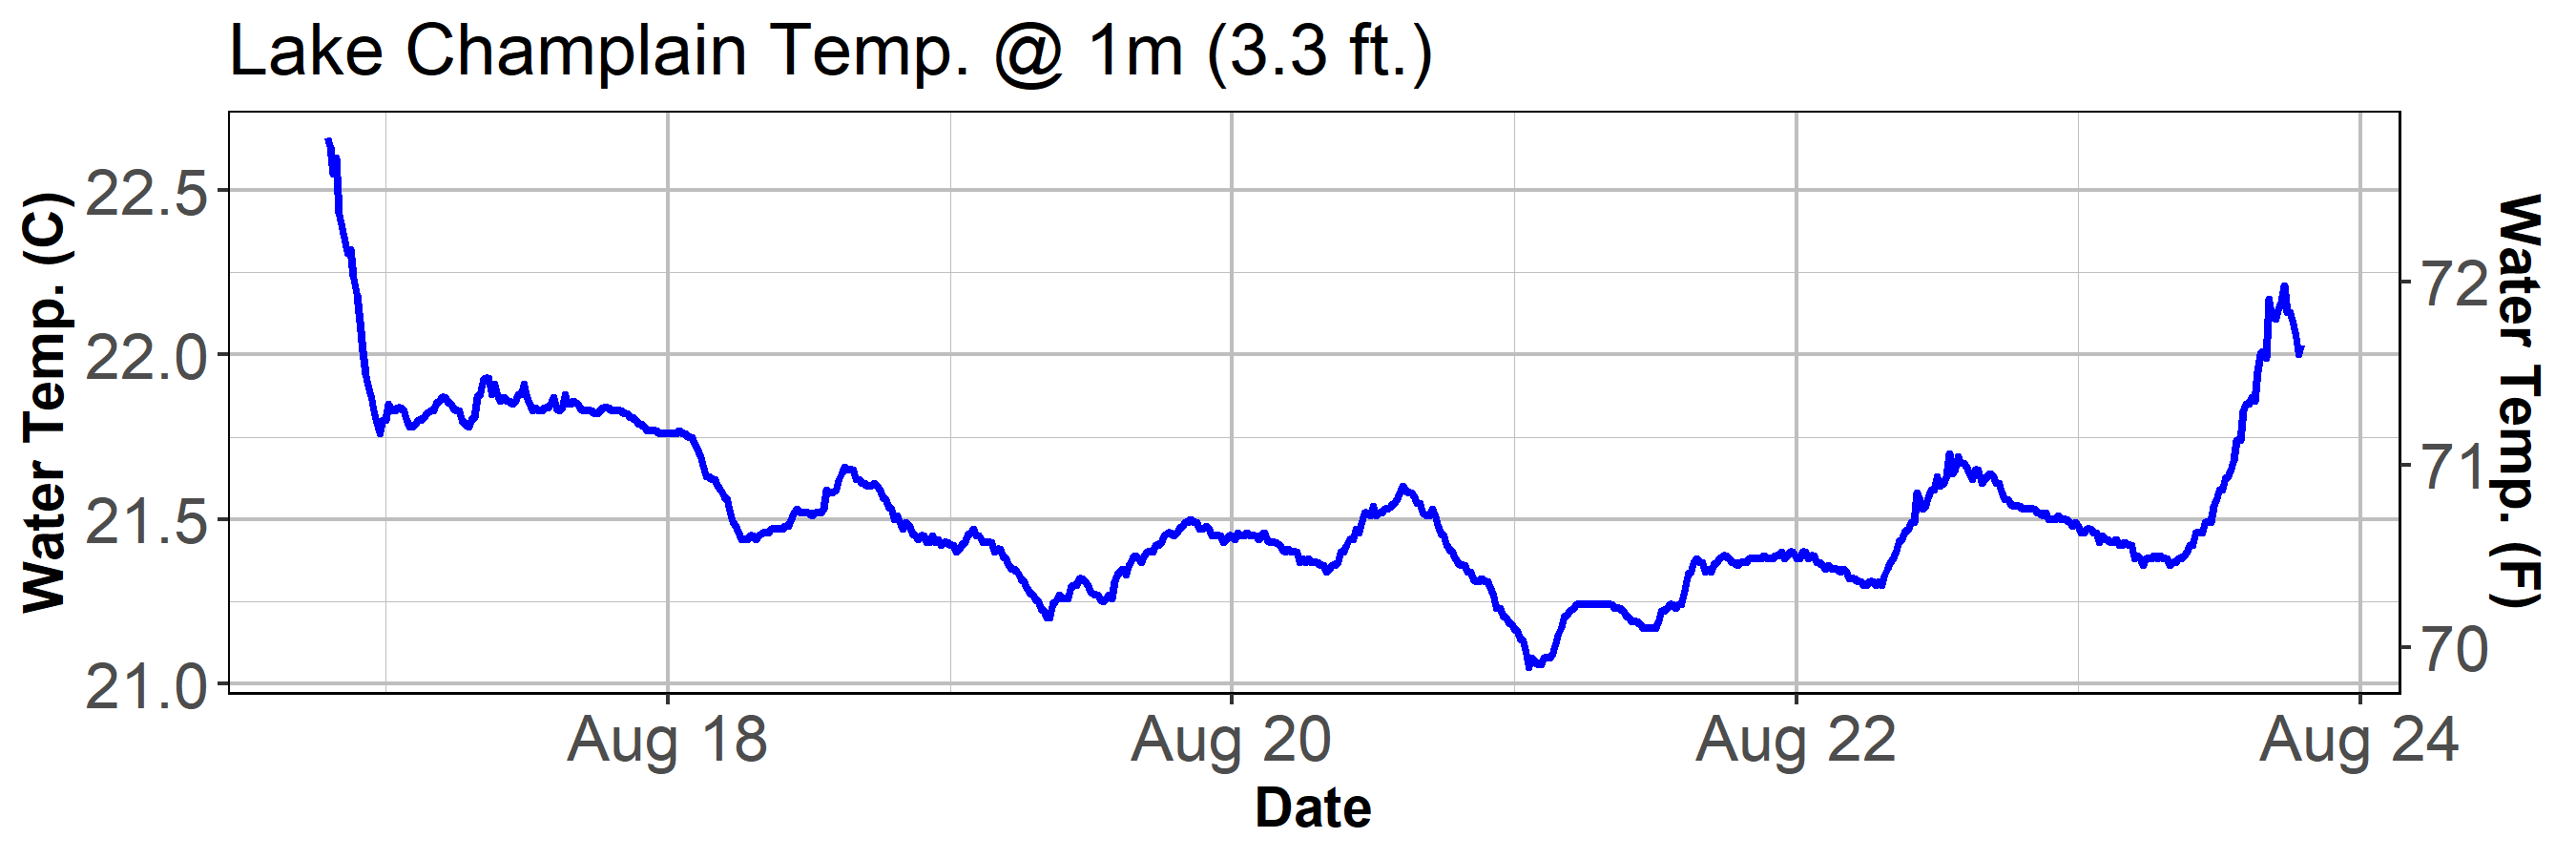 Lake Champlain Temp. @ 1m (3.3 ft.)
Water Temp. (C)
22.5
22.0
21.5
21.0
72
71
70
Water Temp. (F)
Aug 18 Aug 20 Aug 22 Aug 24
Date